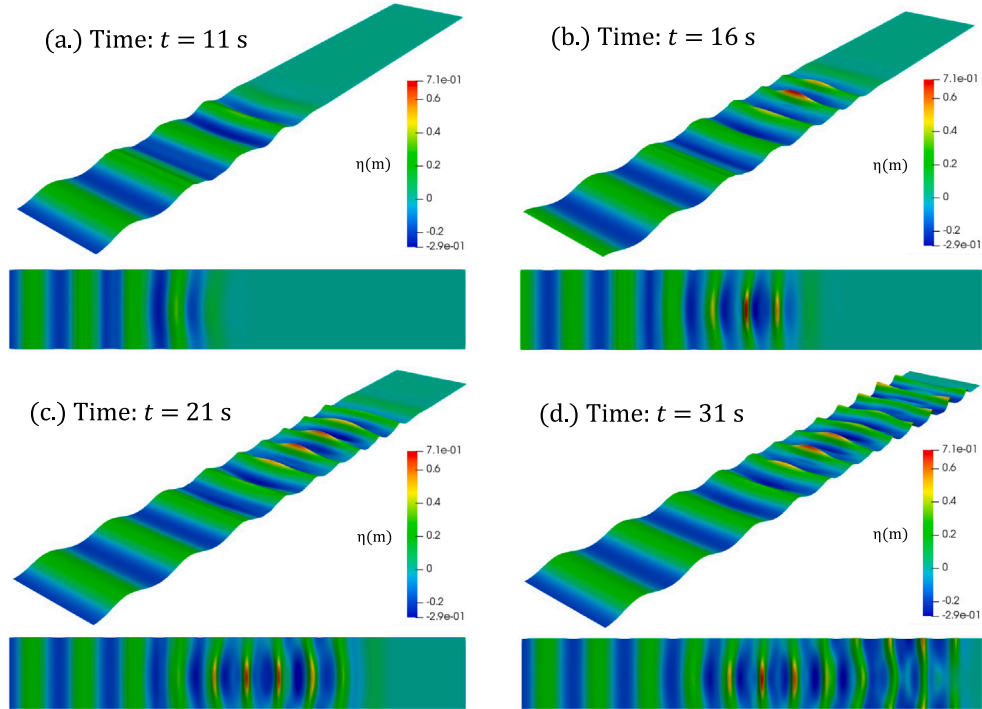 (a.) Time: t = 11 s
7.1e-01
0.6
0.4
η(m)
0.2
0
-0.2
-2.9e-01
(b.) Time: t = 16 s
7.1e-01
0.6
0.4
η(m)
0.2
0
-0.2
-2.9e-01
(c.) Time: t = 21 s
7.1e-01
0.6
0.4
0.2
η(m)
0
-0.2
-2.9e-01
(d.) Time: t = 31 s
7.1e-01
0.6
0.4
0.2
η(m)
0
-0.2
-2.9e-01